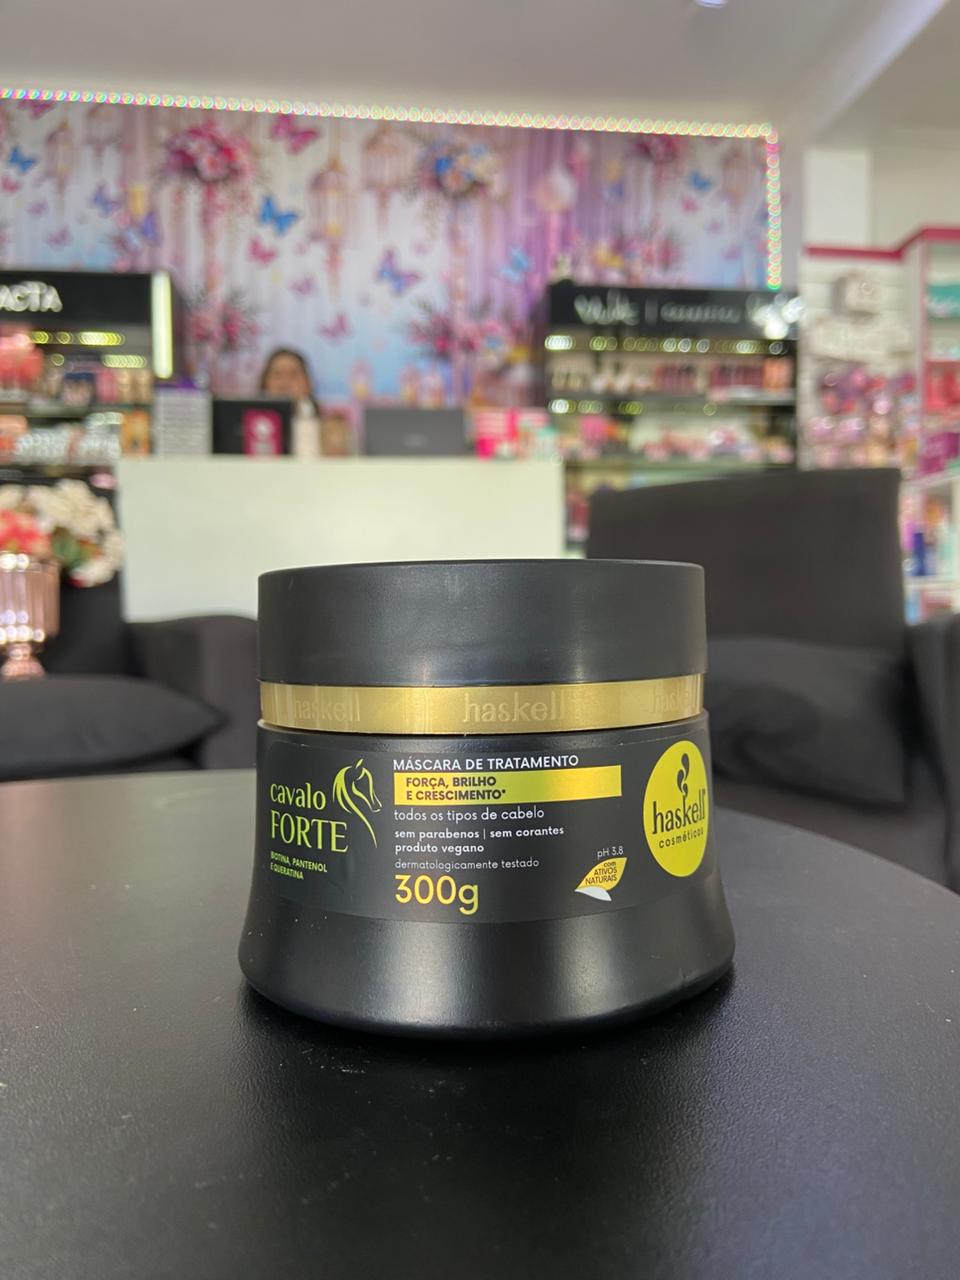 haskell
haskell
cavalo
FORTE
BIOTINA, PANTENOL
E QUERATINA
MÁSCARA DE TRATAMENTO
FORÇA, BRILHO
E CRESCIMENTO*
todos os tipos de cabelo
sem parabenos | sem corantes
produto vegano
dermatologicamente testado
300g
pH 3.8
com
ATIVOS
NATURAIS
haskell
cosméticos